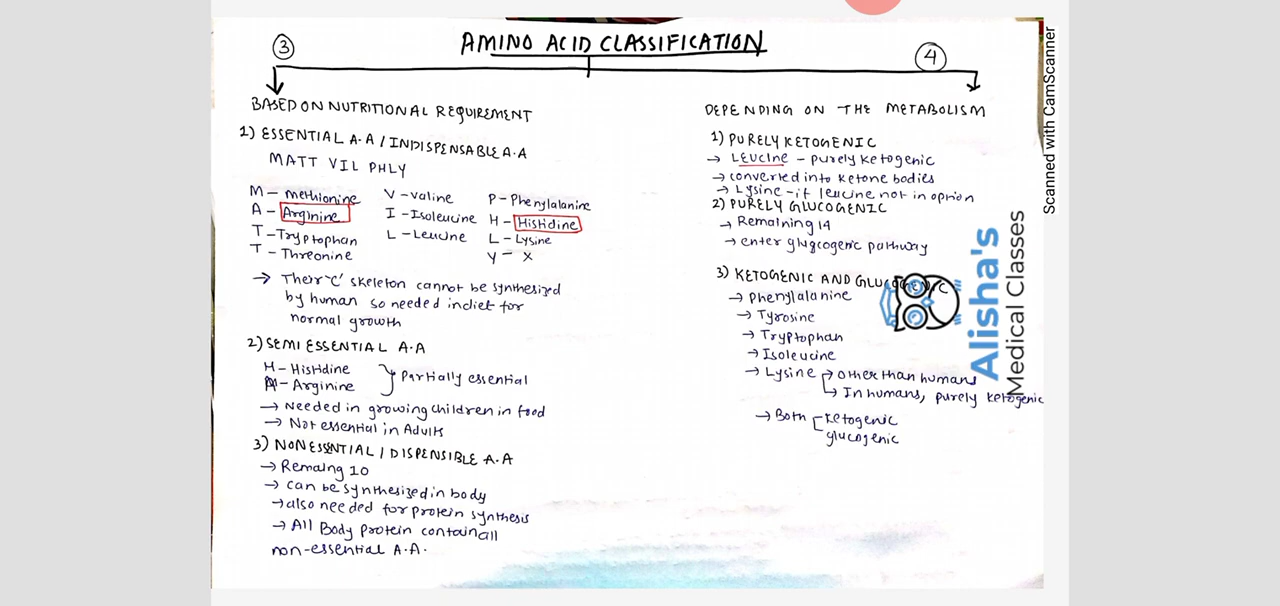 ③ AMINO ACID CLASSIFICATION ④
BASED ON NUTRITIONAL REQUIREMENT
1) ESSENTIAL A.A / INDISPENSABLE A.A
MATT VIL PHLY
M - methionine V - valine P - Phenylalanine
A - Arginine I - Isoleucine H - Histidine
T - Tryptophan L - Leucine L - Lysine
T - Threonine Y - X
→ Their 'C' skeleton cannot be synthesized
by human so needed in diet for
normal growth
2) SEMI ESSENTIAL A.A
H - Histidine
A - Arginine } Partially essential
→ Needed in growing children in food
→ Not essential in Adults
3) NONESSENTIAL / DISPENSIBLE A.A
→ Remaing 10
→ can be synthesized in body
→ also needed for protein synthesis
→ All Body protein contain all
non-essential A.A.
DEPENDING ON THE METABOLISM
1) PURELY KETOGENIC
→ Leucine - purely ketogenic
→ converted into ketone bodies
→ Lysine - if leucine not in option
2) PURELY GLUCOGENIC
→ Remaining 14
→ enter glycogenic pathway
3) KETOGENIC AND GLUCOGENIC
→ Phenylalanine
→ Tyrosine
→ Tryptophan
→ Isoleucine
→ Lysine → other than humans
→ In humans, purely ketogenic
→ Both [ ketogenic
glucogenic
Alisha's
Medical Classes
Scanned with CamScanner